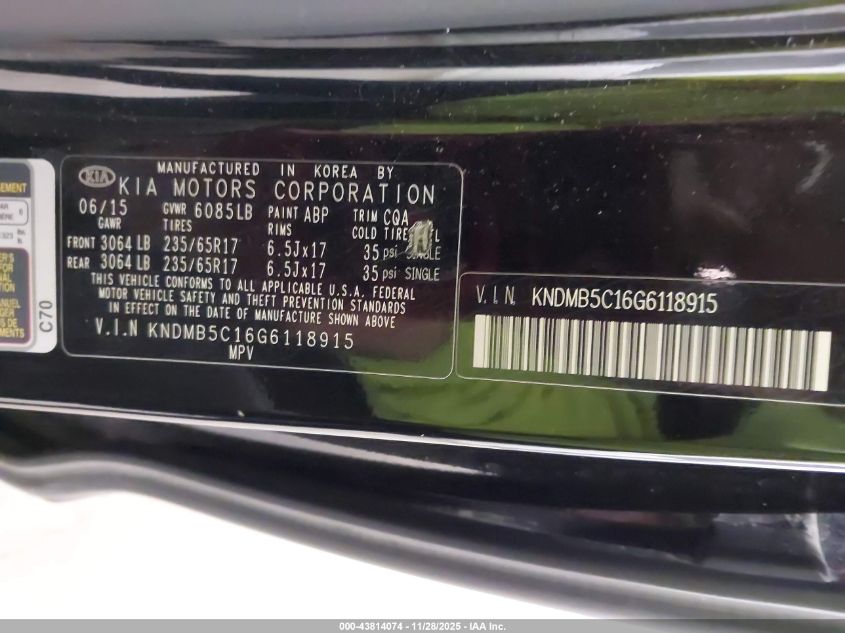 GEMENT
C70
KIA
MANUFACTURED IN KOREA BY
KIA MOTORS CORPORATION
06/15 GVWR 6085LB PAINT ABP TRIM CQA
GAWR TIRES RIMS COLD TIRE
FRONT 3064 LB 235/65R17 6.5Jx17 35 psi SINGLE
REAR 3064 LB 235/65R17 6.5Jx17 35 psi SINGLE
THIS VEHICLE CONFORMS TO ALL APPLICABLE U.S.A. FEDERAL
MOTOR VEHICLE SAFETY AND THEFT PREVENTION STANDARDS
IN EFFECT ON THE DATE OF MANUFACTURE SHOWN ABOVE
V.I.N KNDMB5C16G6118915
MPV
V.I.N. KNDMB5C16G6118915
000-43814074 | 11/28/2025 - IAA Inc.